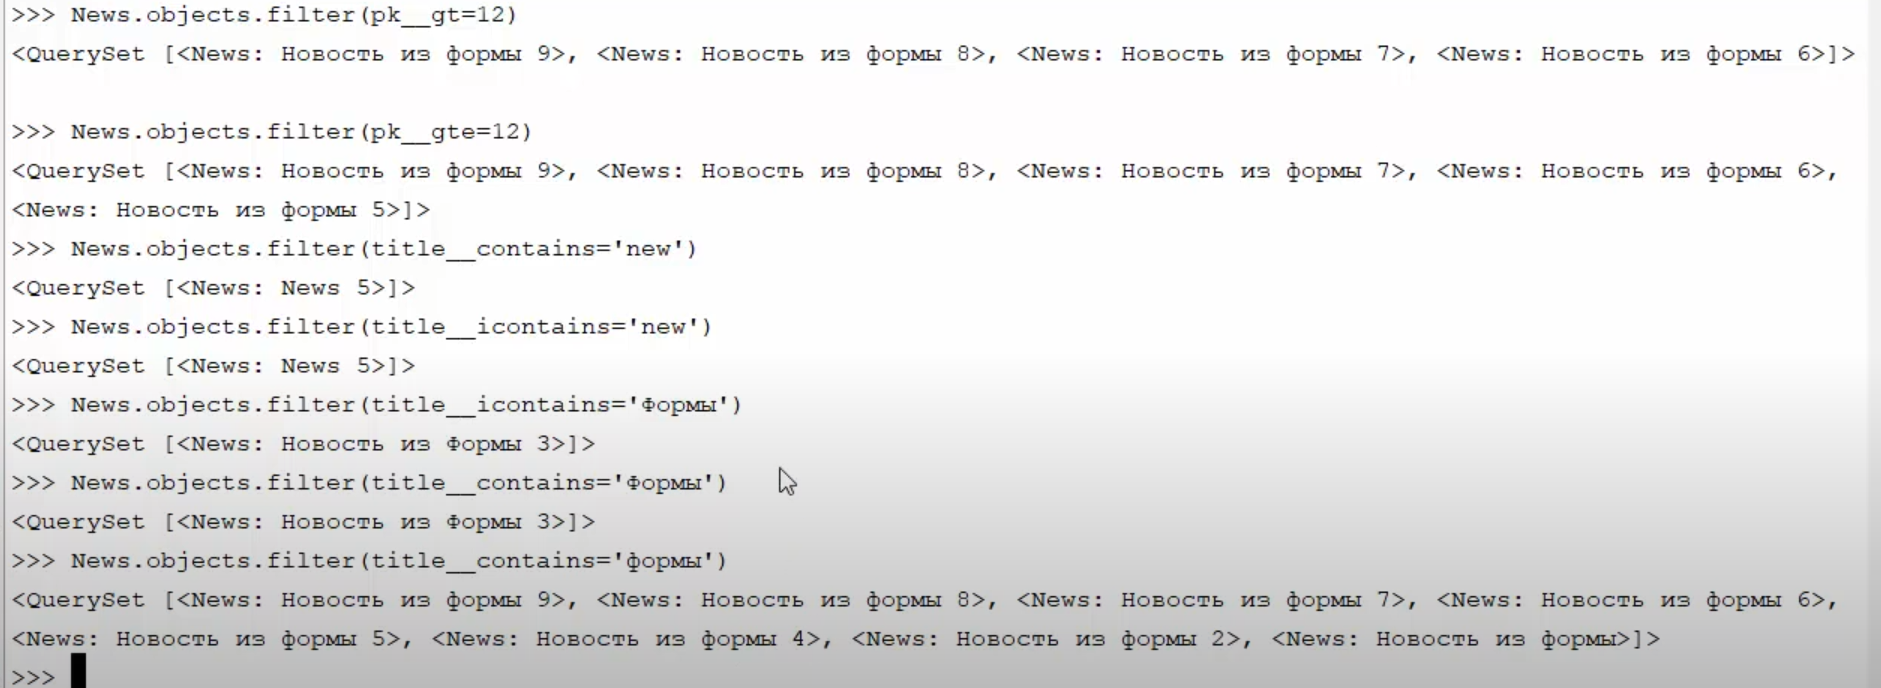 >>> News.objects.filter(pk__gt=12)
<QuerySet [<News: Новость из формы 9>, <News: Новость из формы 8>, <News: Новость из формы 7>, <News: Новость из формы 6>]>
>>> News.objects.filter(pk__gte=12)
<QuerySet [<News: Новость из формы 9>, <News: Новость из формы 8>, <News: Новость из формы 7>, <News: Новость из формы 6>,
<News: Новость из формы 5>]>
>>> News.objects.filter(title__contains='new')
<QuerySet [<News: News 5>]>
>>> News.objects.filter(title__icontains='new')
<QuerySet [<News: News 5>]>
>>> News.objects.filter(title__icontains='Формы')
<QuerySet [<News: Новость из Формы 3>]>
>>> News.objects.filter(title__contains='Формы')
<QuerySet [<News: Новость из Формы 3>]>
>>> News.objects.filter(title__contains='формы')
<QuerySet [<News: Новость из формы 9>, <News: Новость из формы 8>, <News: Новость из формы 7>, <News: Новость из формы 6>,
<News: Новость из формы 5>, <News: Новость из формы 4>, <News: Новость из формы 2>, <News: Новость из формы>]>
>>>